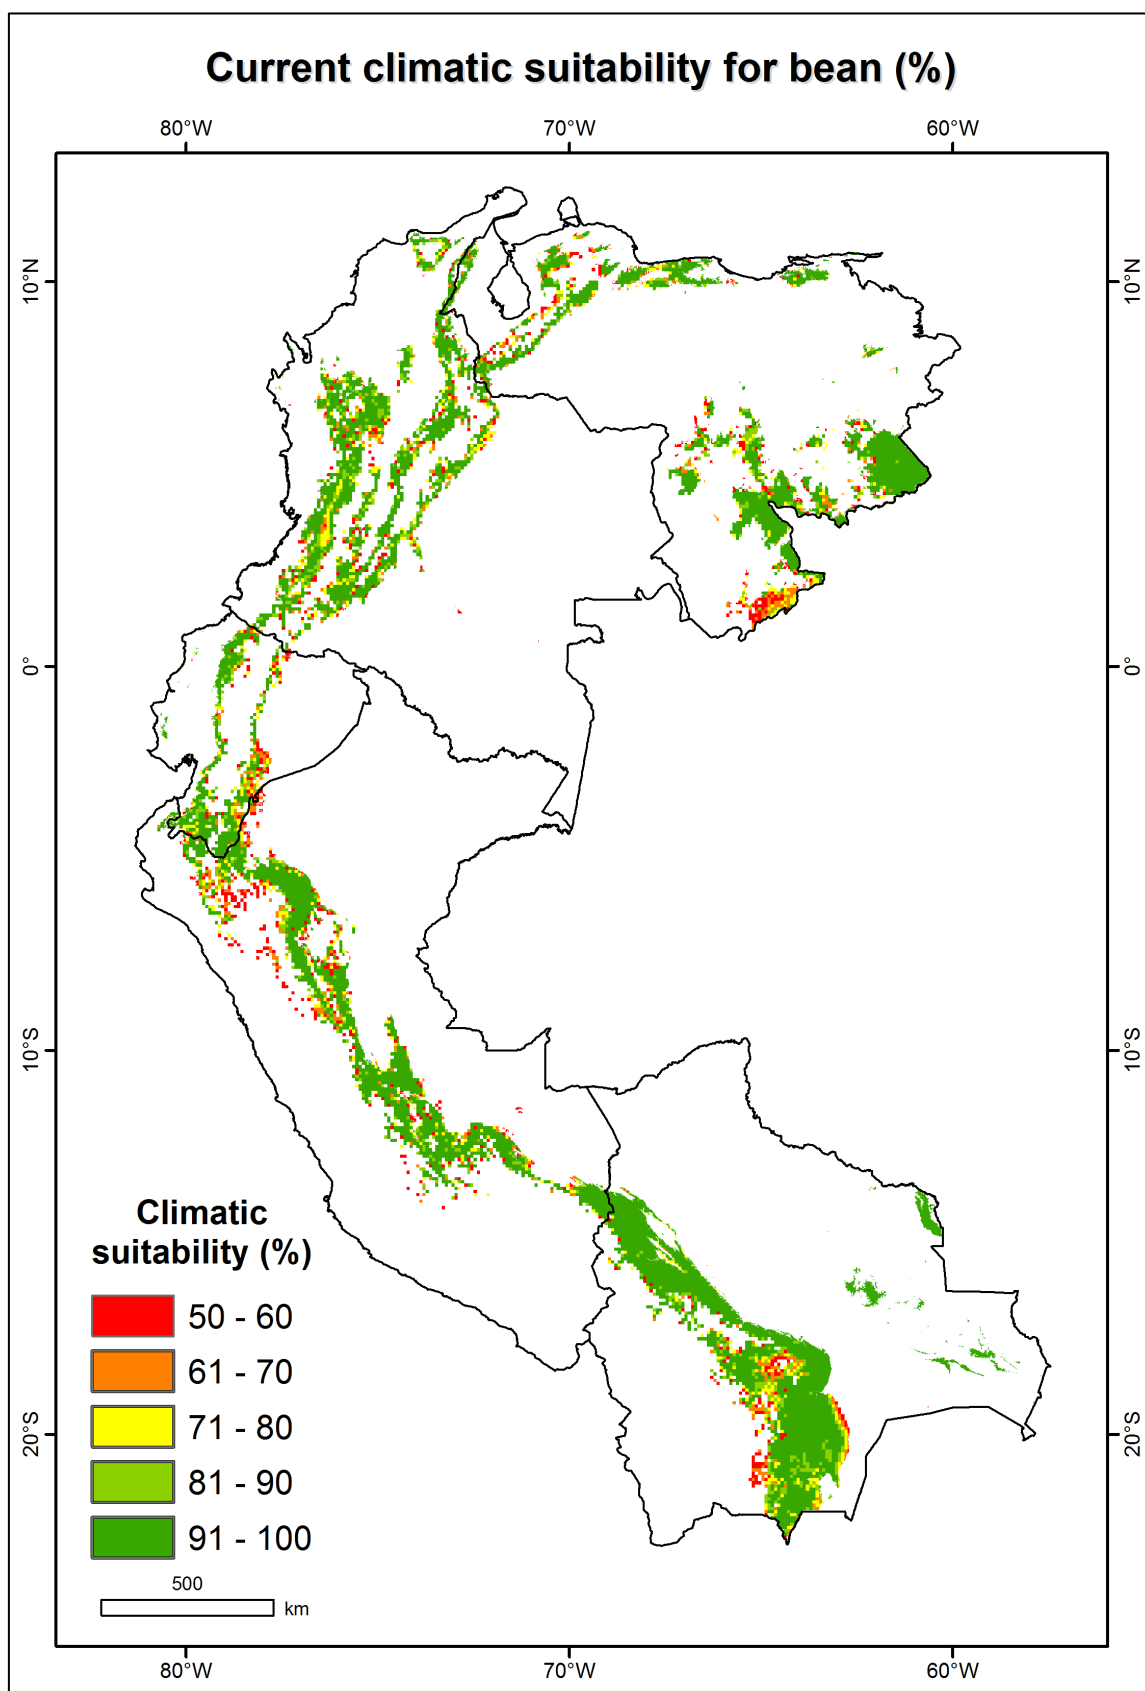 Current climatic suitability for bean (%)
80°W 70°W 60°W
10°N 10°N
0° 0°
10°S 10°S
20°S 20°S
Climatic
suitability (%)
50 - 60
61 - 70
71 - 80
81 - 90
91 - 100
500
km
80°W 70°W 60°W